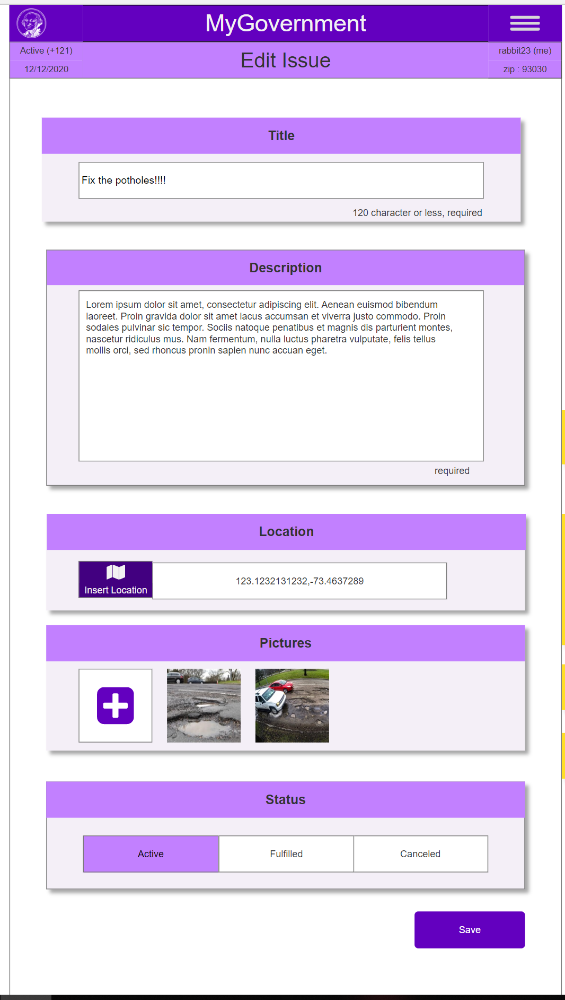 MyGovernment
Active (+121)
12/12/2020
Edit Issue
rabbit23 (me)
zip : 93030
Title
Fix the potholes!!!!
120 character or less, required
Description
Lorem ipsum dolor sit amet, consectetur adipiscing elit. Aenean euismod bibendum
laoreet. Proin gravida dolor sit amet lacus accumsan et viverra justo commodo. Proin
sodales pulvinar sic tempor. Sociis natoque penatibus et magnis dis parturient montes,
nascetur ridiculus mus. Nam fermentum, nulla luctus pharetra vulputate, felis tellus
mollis orci, sed rhoncus pronin sapien nunc accuan eget.
required
Location
Insert Location
123.1232131232,-73.4637289
Pictures
Status
Active
Fulfilled
Canceled
Save